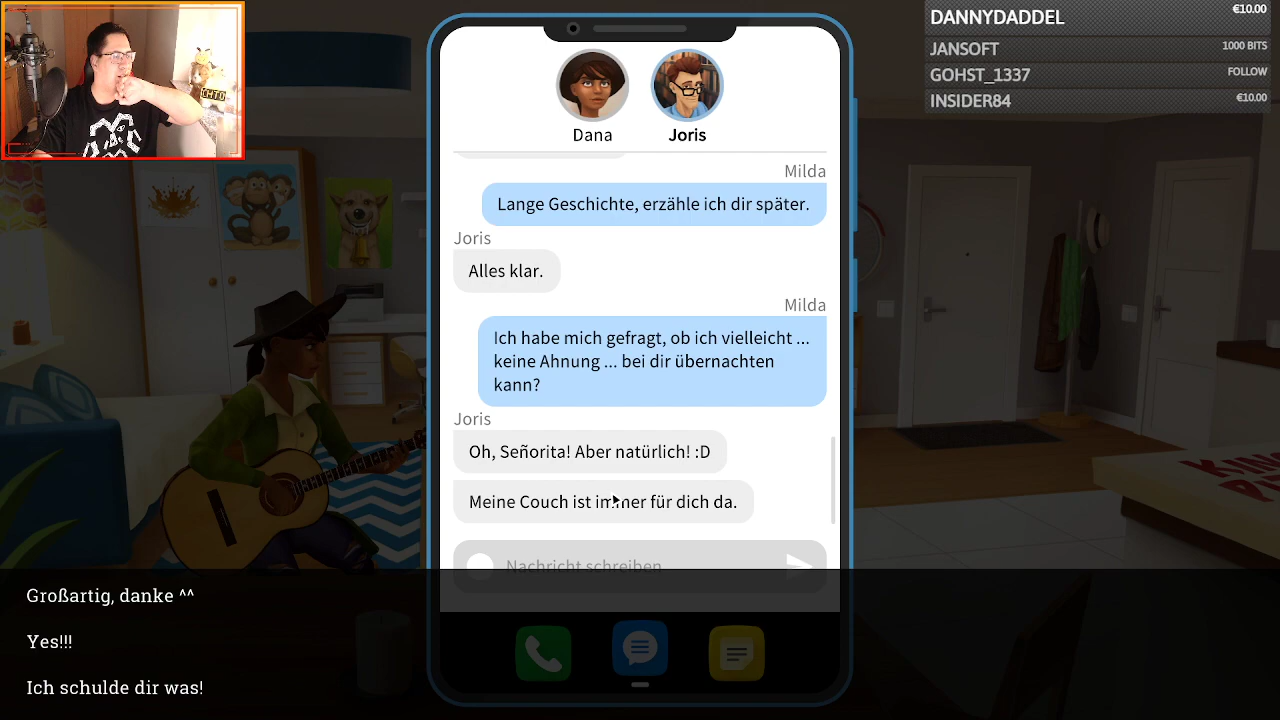 DANNYDADDEL €10.00
JANSOFT 1000 BITS
GOHST_1337 FOLLOW
INSIDER84 €10.00
Dana Joris
Milda
Lange Geschichte, erzähle ich dir später.
Joris
Alles klar.
Milda
Ich habe mich gefragt, ob ich vielleicht ...
keine Ahnung ... bei dir übernachten
kann?
Joris
Oh, Señorita! Aber natürlich! :D
Meine Couch ist immer für dich da.
Nachricht schreiben
Großartig, danke ^^
Yes!!!
Ich schulde dir was!